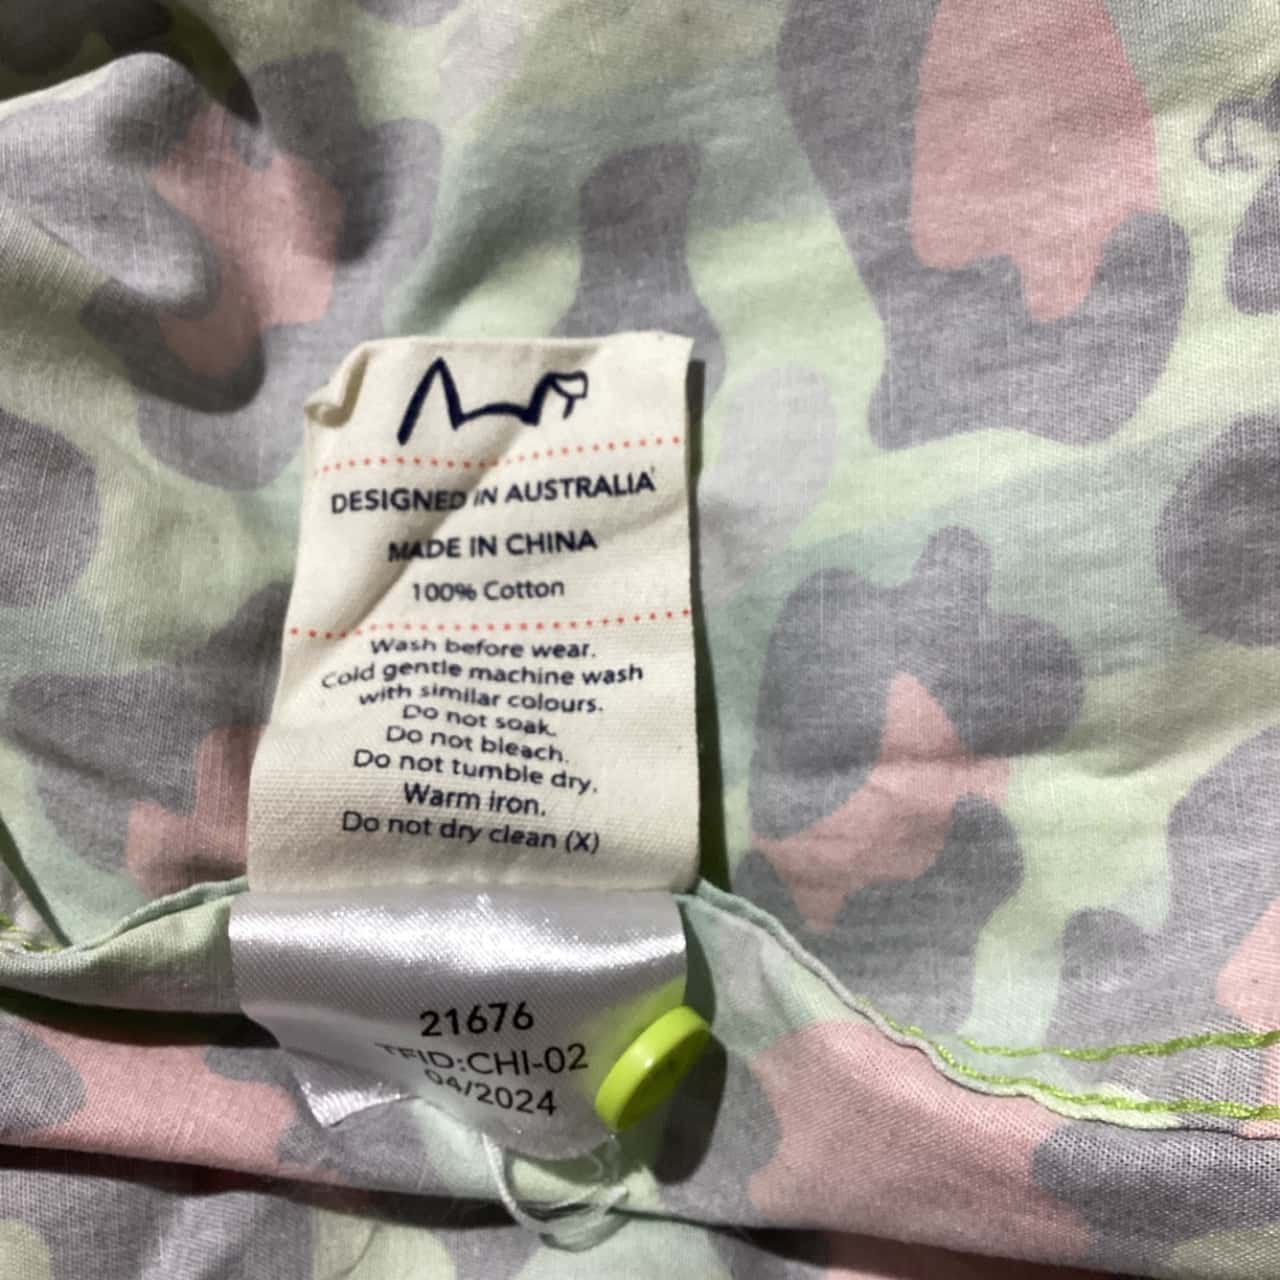 DESIGNED IN AUSTRALIA
MADE IN CHINA
100% Cotton
Wash before wear.
Cold gentle machine wash
with similar colours.
Do not soak.
Do not bleach.
Do not tumble dry.
Warm iron.
Do not dry clean (X)
21676
TFID:CHI-02
04/2024